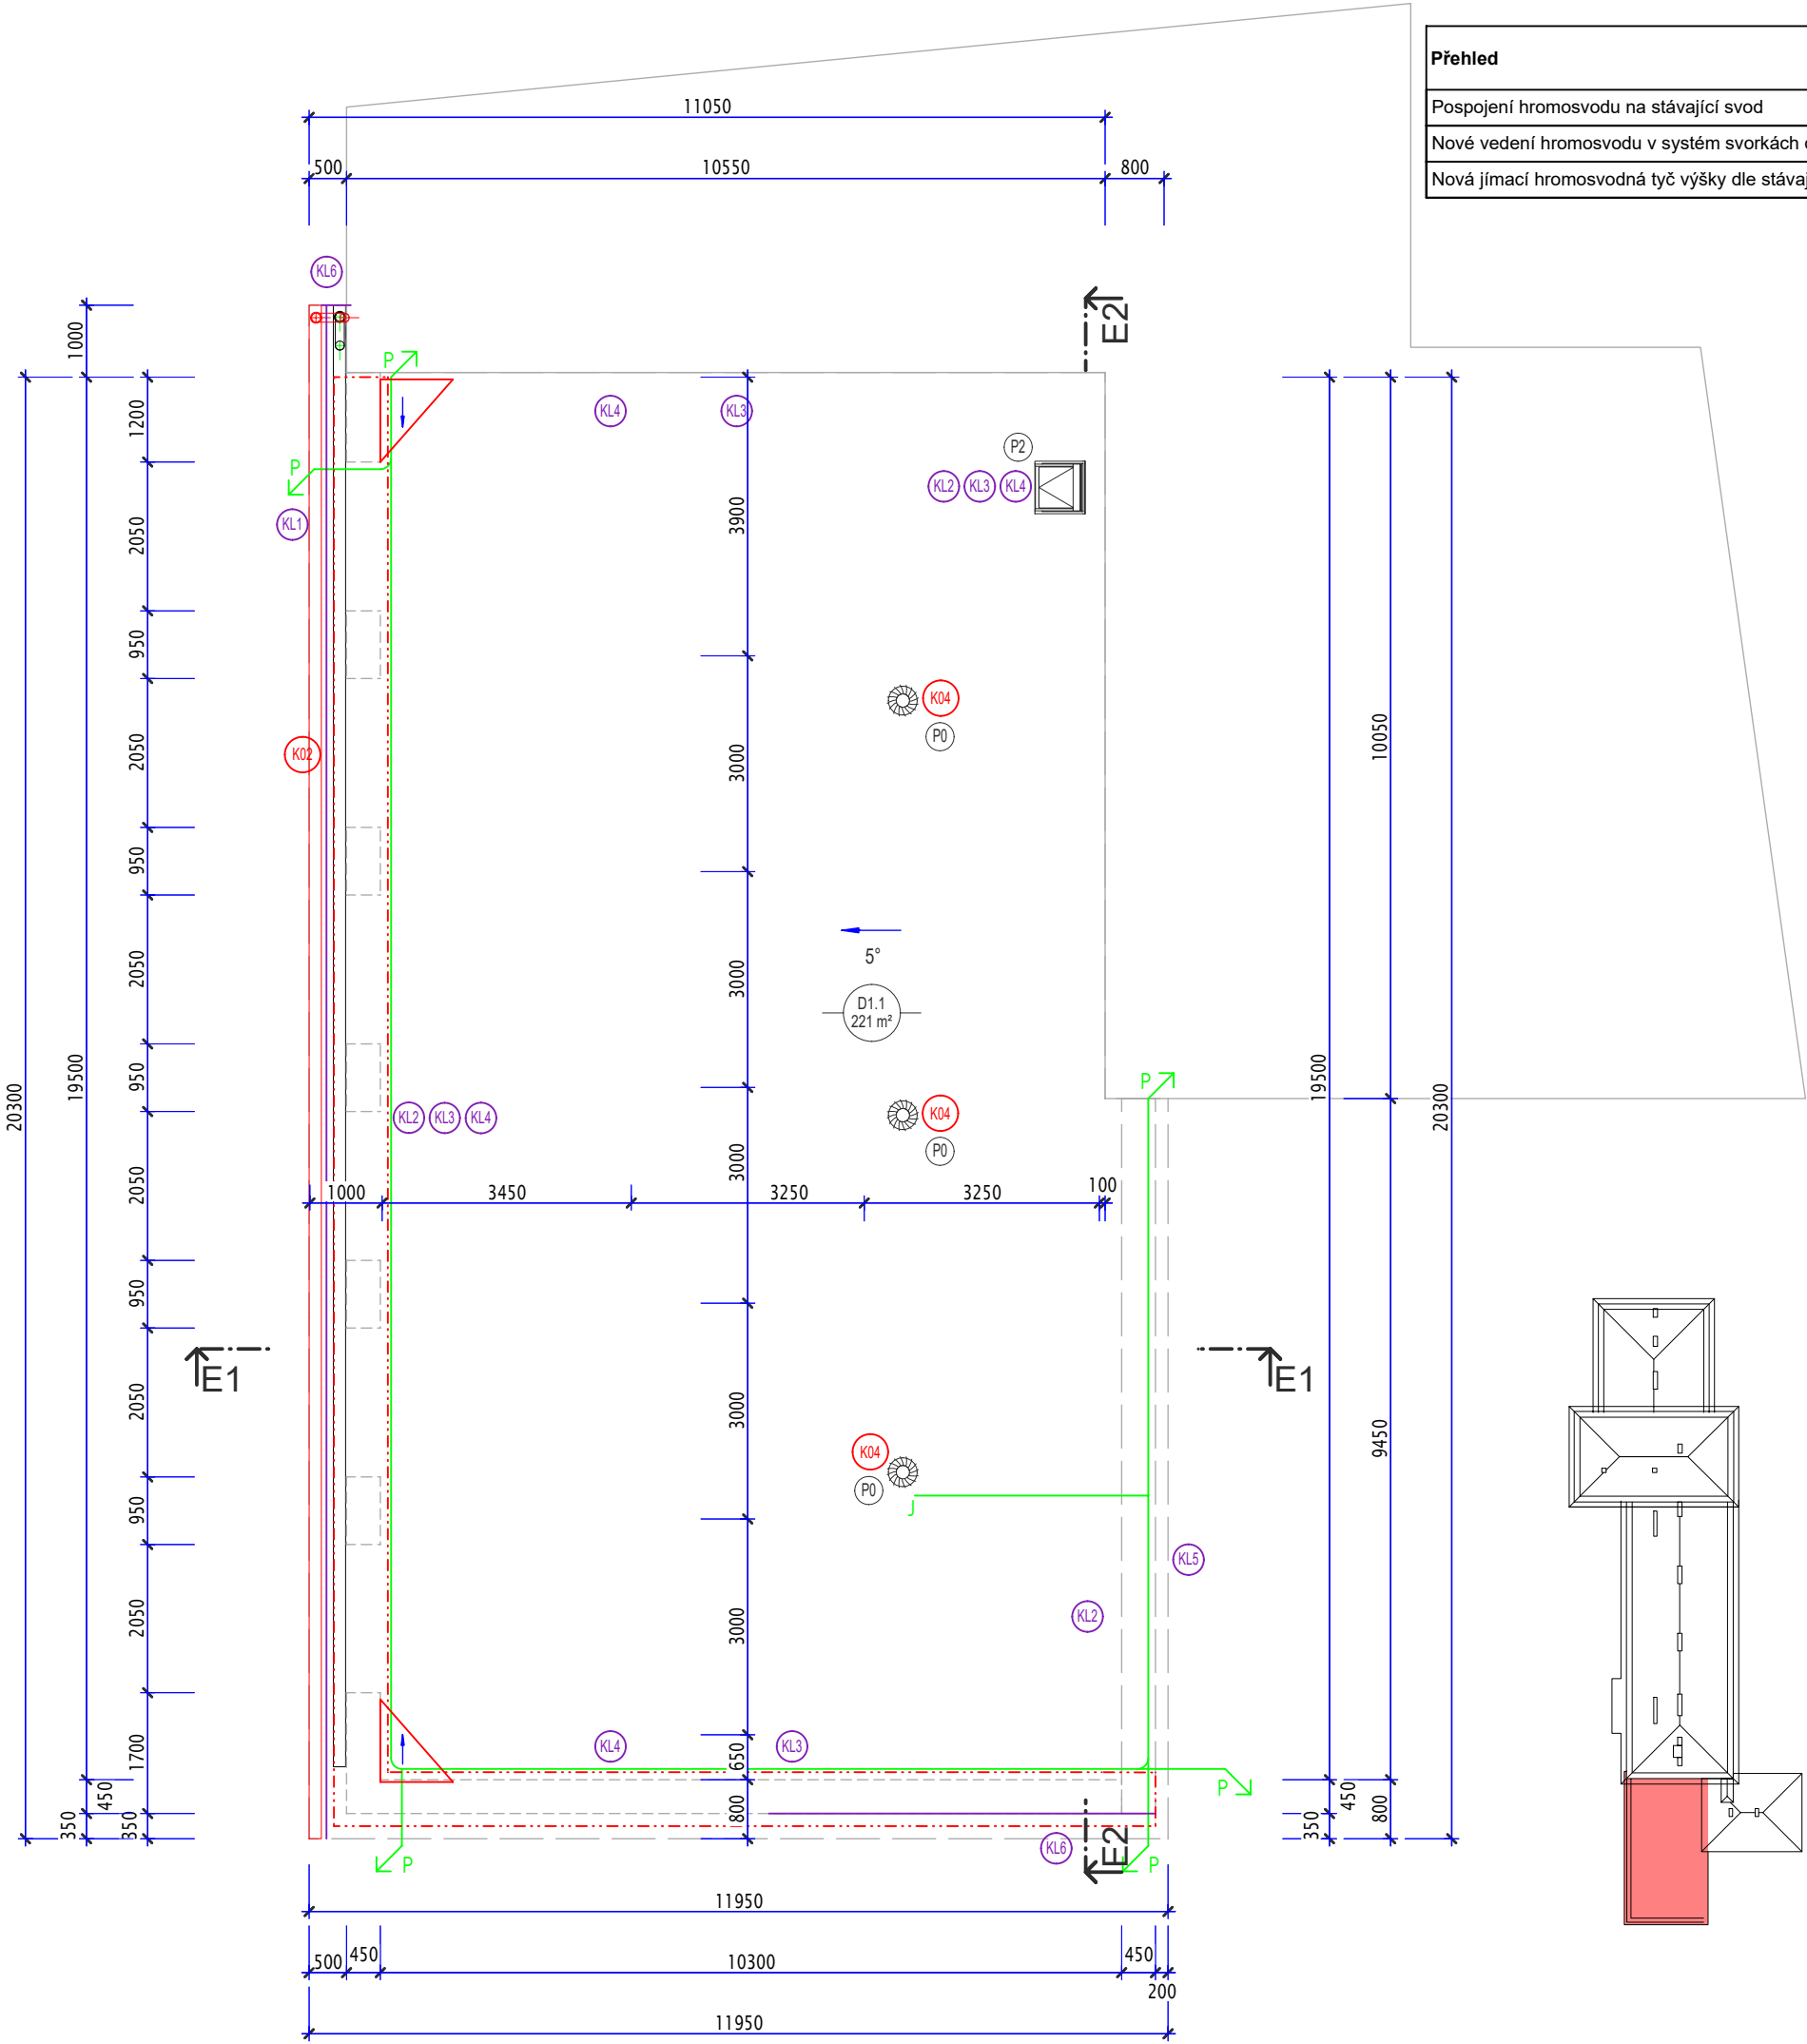 Přehled
Pospojení hromosvodu na stávající svod
Nové vedení hromosvodu v systém svorkách
Nová jímací hromosvodná tyč výšky dle
11050
500
10550
800
KL6
E2
1000
P
KL4
KL3
P2
KL2
KL3
KL4
1200
P
KL1
2050
3900
950
K04
P0
K02
2050
3000
10050
950
5°
D1.1
221 m²
2050
3000
20300
19500
950
P
19500
20300
KL2
KL3
KL4
K04
P0
3000
2050
1000
3450
3250
3250
100
950
E1
E1
2050
3000
9450
K04
P0
J
950
KL5
KL2
2050
3000
KL4
KL3
1700
650
P
450
350
350
800
450
350
800
KL6
E2
P
P
11950
500
450
10300
450
200
11950